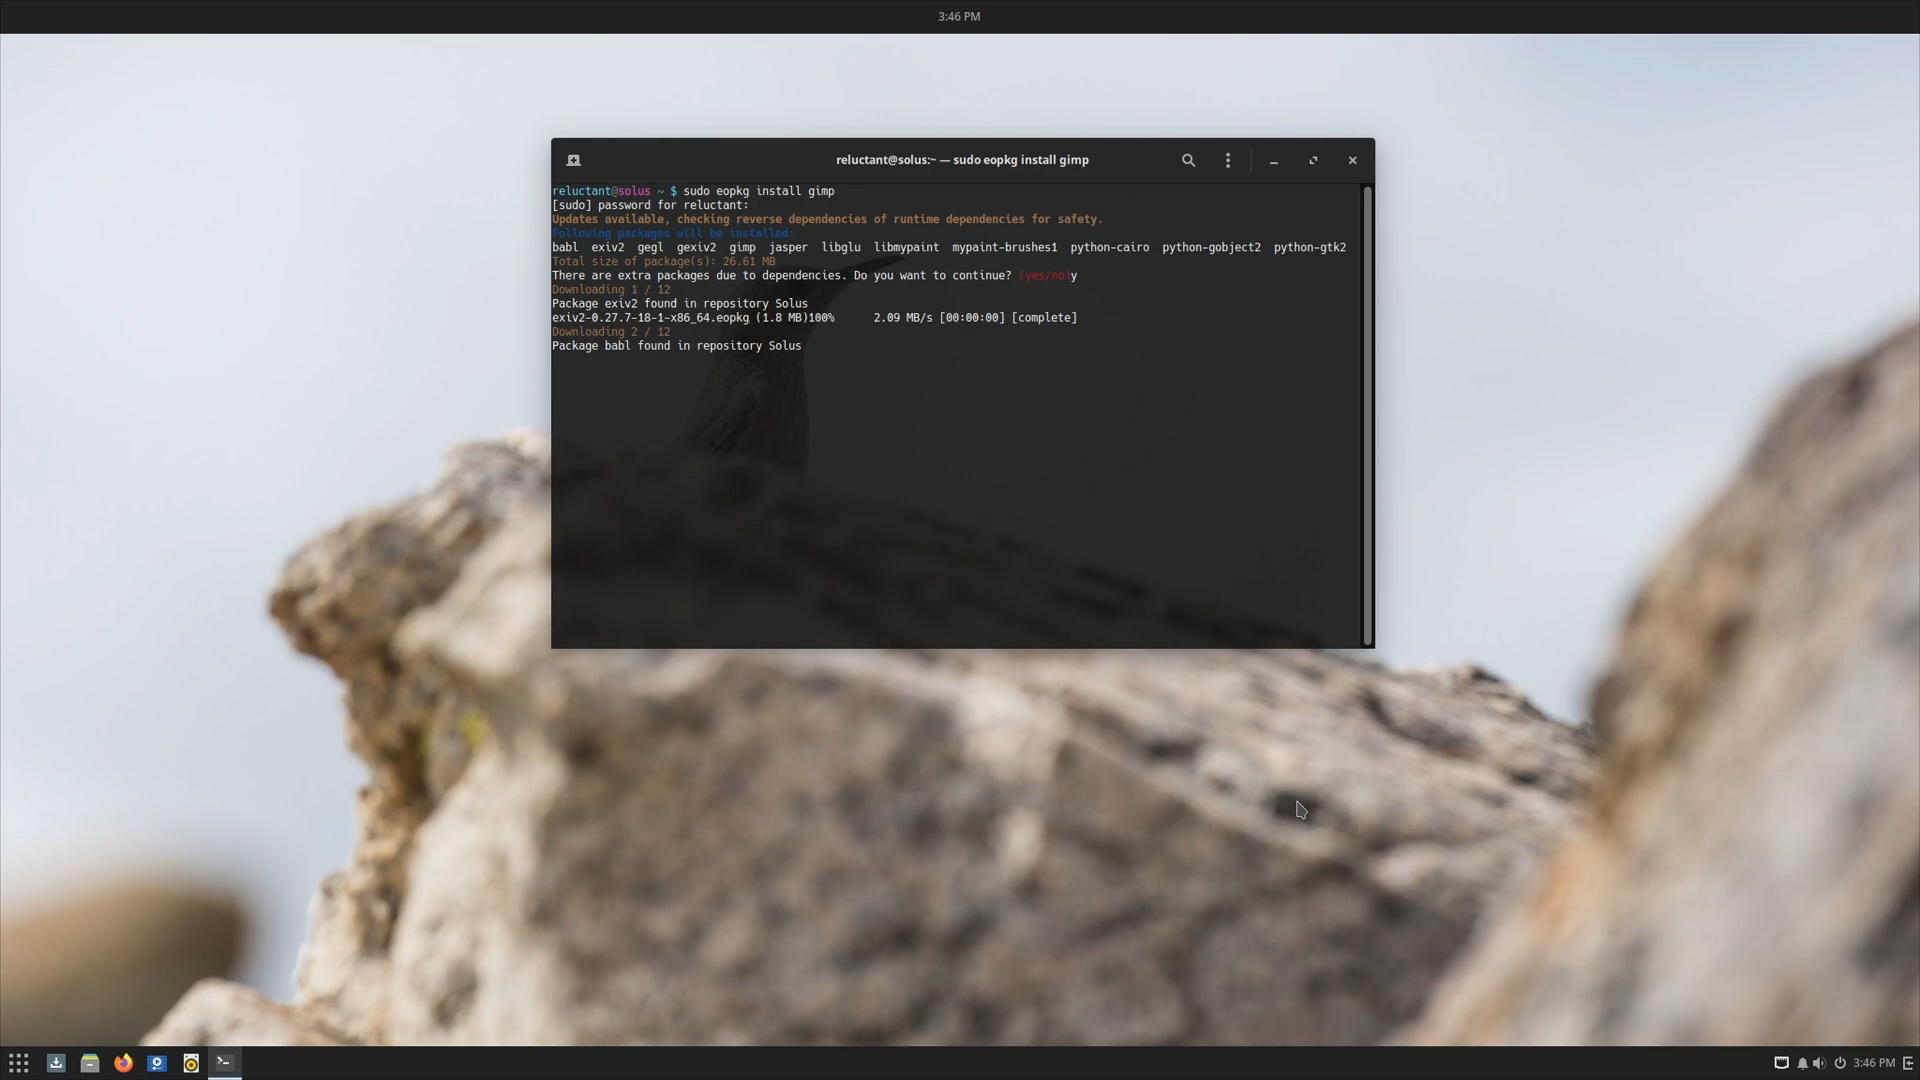 3:46 PM
reluctant@solus:~ — sudo eopkg install gimp
reluctant@solus ~ $ sudo eopkg install gimp
[sudo] password for reluctant:
Updates available, checking reverse dependencies of runtime dependencies for safety.
Following packages will be installed:
babl  exiv2  gegl  gexiv2  gimp  jasper  libglu  libmypaint  mypaint-brushes1  python-cairo  python-gobject2  python-gtk2
Total size of package(s): 26.61 MB
There are extra packages due to dependencies. Do you want to continue? (yes/no)y
Downloading 1 / 12
Package exiv2 found in repository Solus
exiv2-0.27.7-18-1-x86_64.eopkg (1.8 MB)100%      2.09 MB/s [00:00:00] [complete]
Downloading 2 / 12
Package babl found in repository Solus
3:46 PM